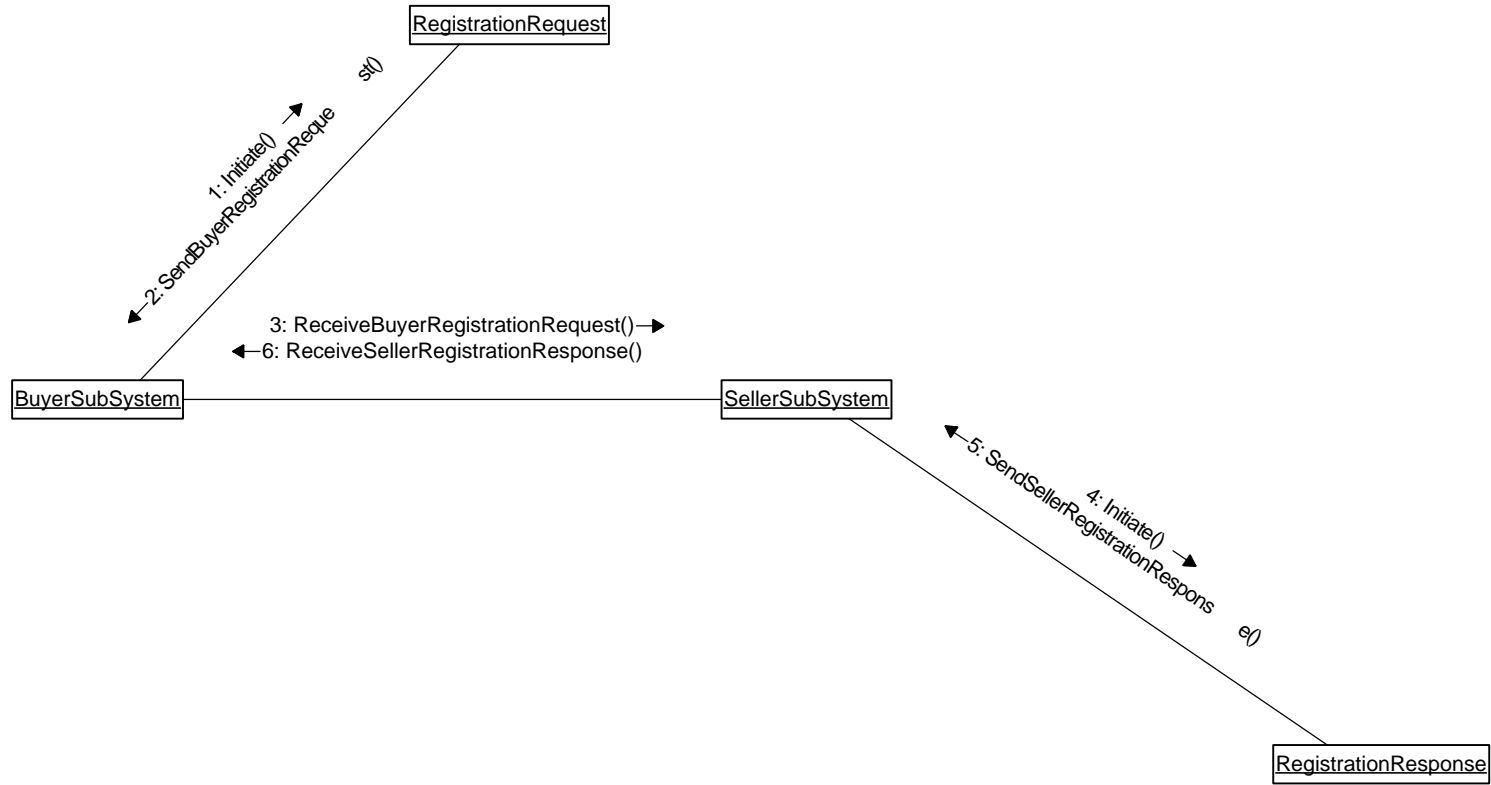 RegistrationRequest
1: Initiate()
2: SendBuyerRegistrationReque st()
3: ReceiveBuyerRegistrationRequest()
6: ReceiveSellerRegistrationResponse()
BuyerSubSystem
SellerSubSystem
4: Initiate()
5: SendSellerRegistrationRespons e()
RegistrationResponse